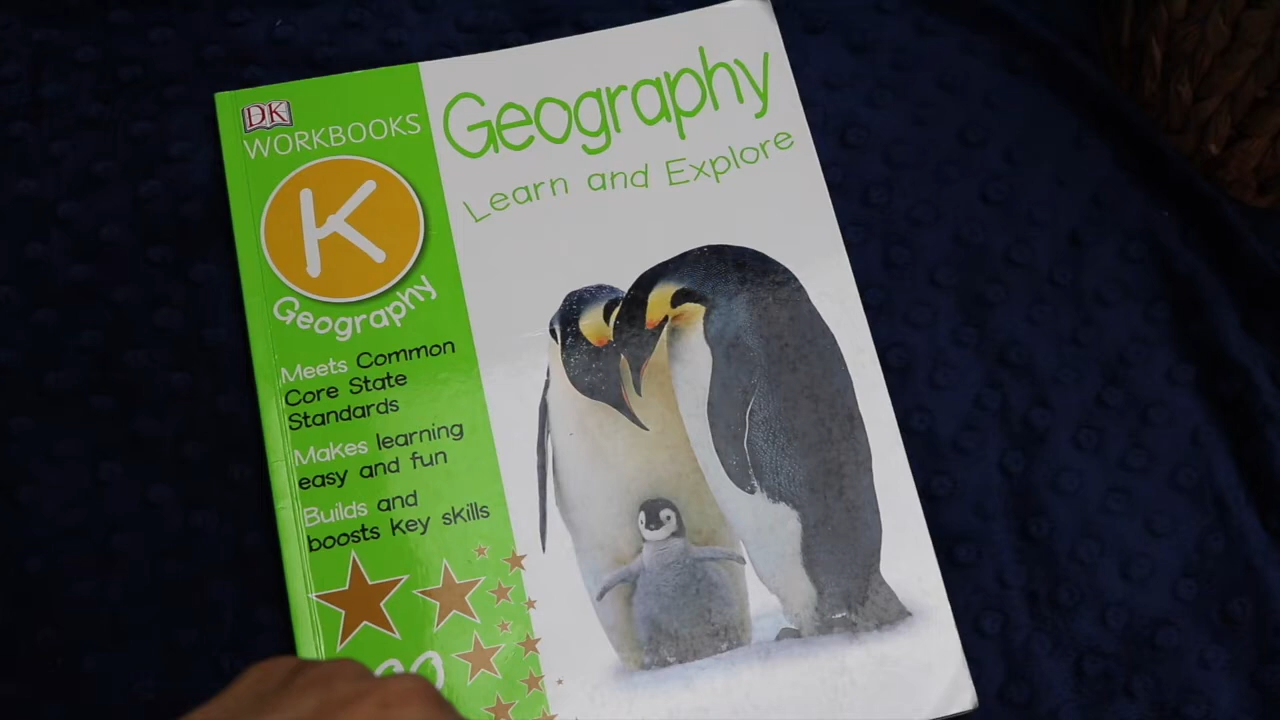 DK
WORKBOOKS
K
Geography
Meets Common
Core State
Standards
Makes learning
easy and fun
Builds and
boosts key skills
Geography
Learn and Explore